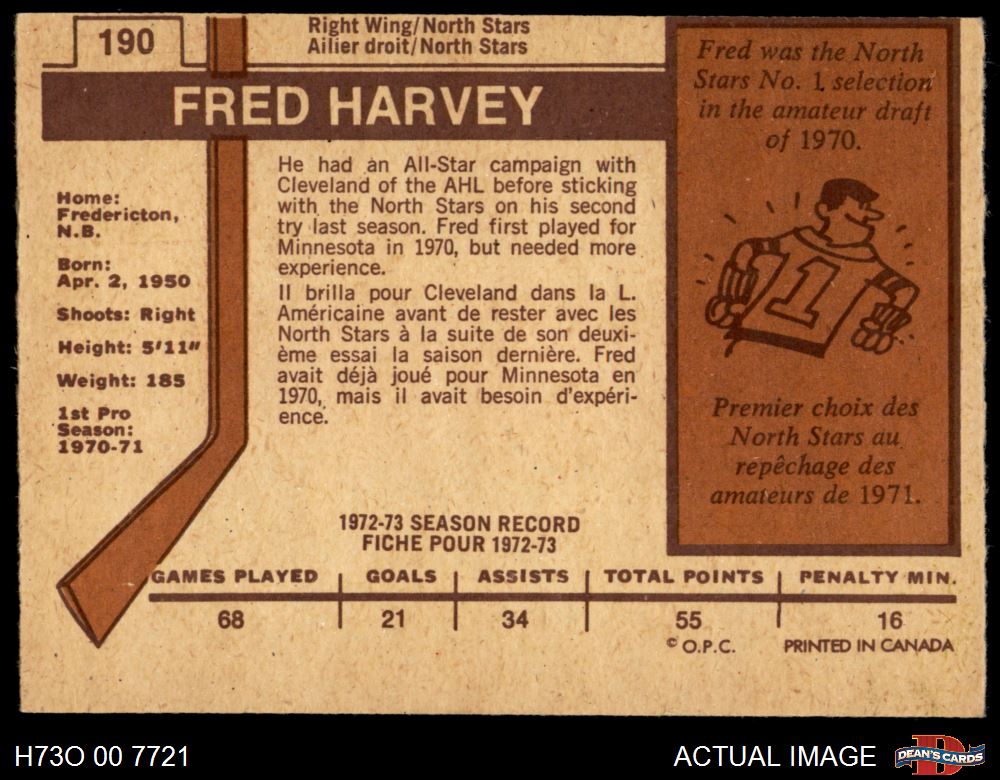 190
Right Wing/North Stars
Ailier droit/North Stars
FRED HARVEY
Home:
Fredericton,
N.B.
Born:
Apr. 2, 1950
Shoots: Right
Height: 5'11"
Weight: 185
1st Pro
Season:
1970-71
He had an All-Star campaign with
Cleveland of the AHL before sticking
with the North Stars on his second
try last season. Fred first played for
Minnesota in 1970, but needed more
experience.
Il brilla pour Cleveland dans la L.
Américaine avant de rester avec les
North Stars à la suite de son deuxi-
ème essai la saison dernière. Fred
avait déjà joué pour Minnesota en
1970, mais il avait besoin d'expéri-
ence.
Fred was the North
Stars No. 1 selection
in the amateur draft
of 1970.
1
Premier choix des
North Stars au
repêchage des
amateurs de 1971.
1972-73 SEASON RECORD
FICHE POUR 1972-73
GAMES PLAYED GOALS ASSISTS TOTAL POINTS PENALTY MIN.
68 21 34 55 16
© O.P.C. PRINTED IN CANADA
H73O 00 7721 ACTUAL IMAGE D DEAN'S CARDS